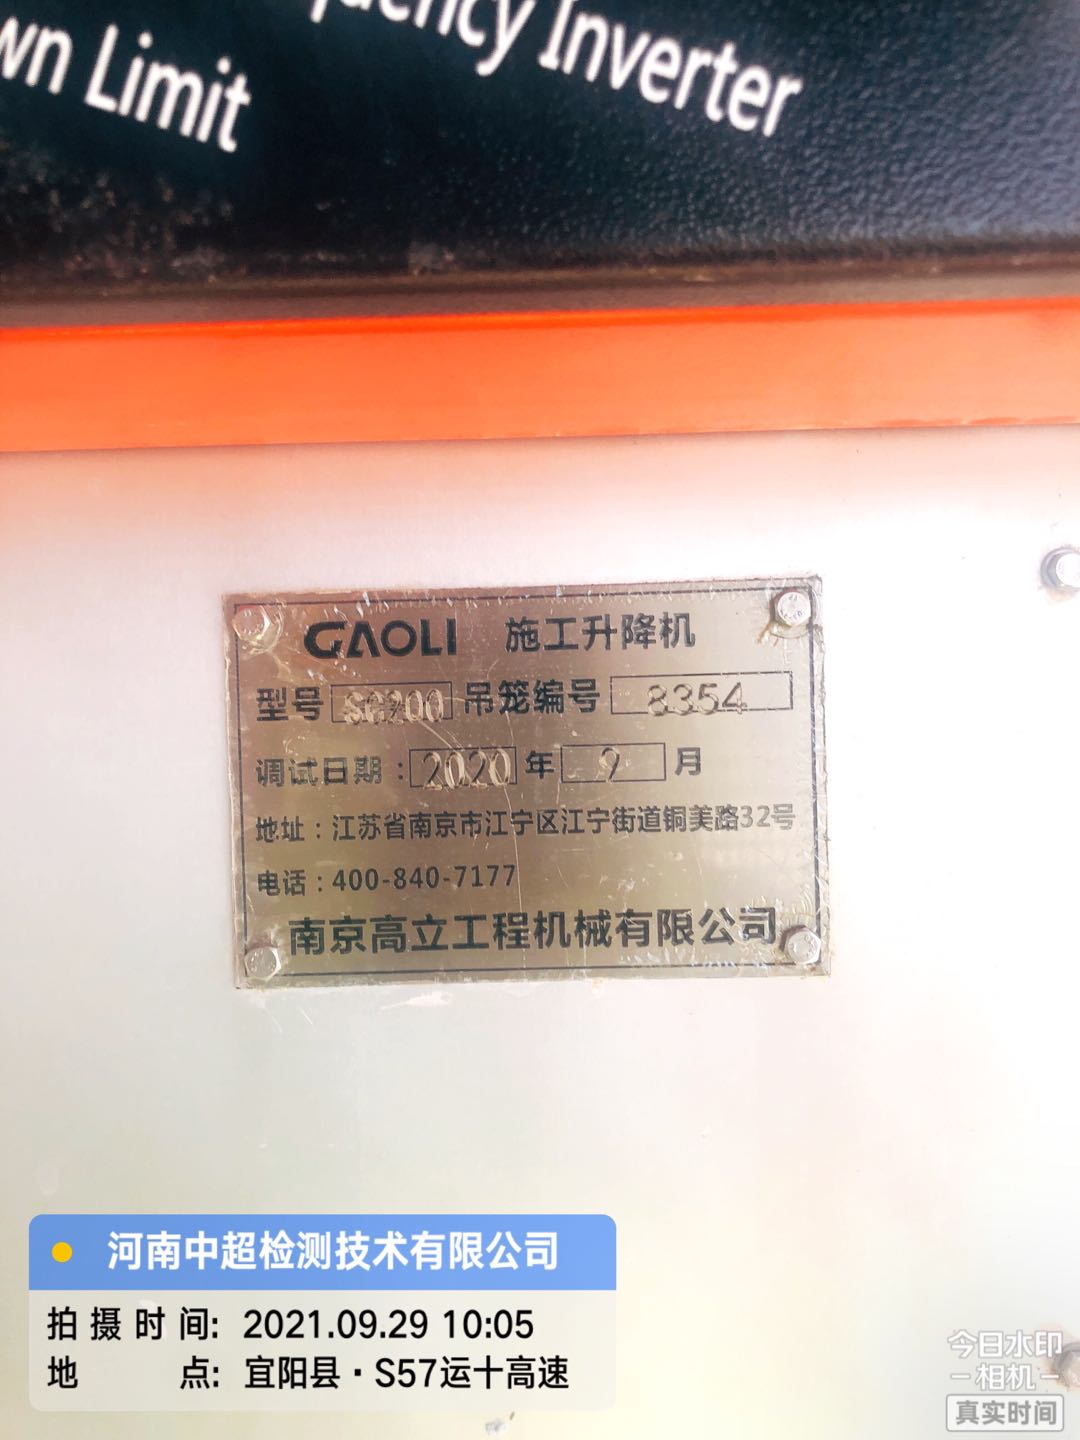 Inverter
wn Limit
GAOLI 施工升降机
型号 SC200 吊笼编号 8354
调试日期：2020年9月
地址：江苏省南京市江宁区江宁街道铜美路32号
电话：400-840-7177
南京高立工程机械有限公司
河南中超检测技术有限公司
拍摄时间: 2021.09.29 10:05
地点: 宜阳县·S57运十高速
今日水印
相机
真实时间